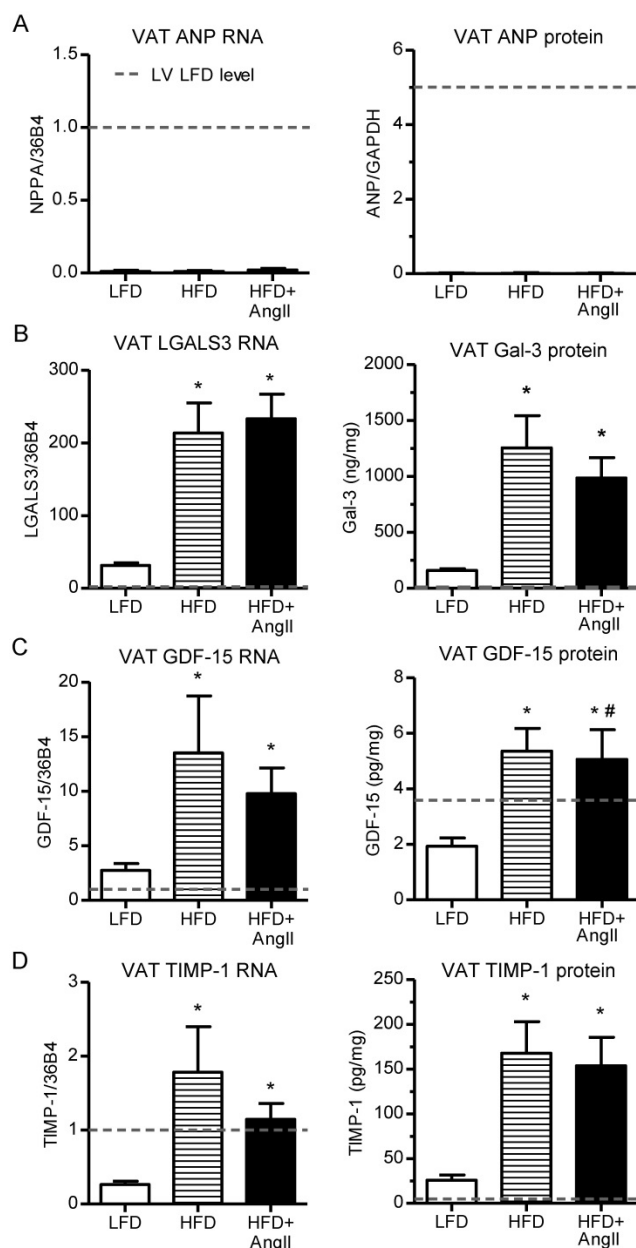 A
VAT ANP RNA
1.5
1.0
0.5
0.0
NPPA/36B4
LV LFD level
LFD
HFD
HFD+
AngII
VAT ANP protein
6
4
2
0
ANP/GAPDH
LFD
HFD
HFD+
AngII
B
VAT LGALS3 RNA
300
200
100
0
LGALS3/36B4
*
*
LFD
HFD
HFD+
AngII
VAT Gal-3 protein
2000
1500
1000
500
0
Gal-3 (ng/mg)
*
*
LFD
HFD
HFD+
AngII
C
VAT GDF-15 RNA
20
15
10
5
0
GDF-15/36B4
*
*
LFD
HFD
HFD+
AngII
VAT GDF-15 protein
8
6
4
2
0
GDF-15 (pg/mg)
*
* #
LFD
HFD
HFD+
AngII
D
VAT TIMP-1 RNA
3
2
1
0
TIMP-1/36B4
*
*
LFD
HFD
HFD+
AngII
VAT TIMP-1 protein
250
200
150
100
50
0
TIMP-1 (pg/mg)
*
*
LFD
HFD
HFD+
AngII